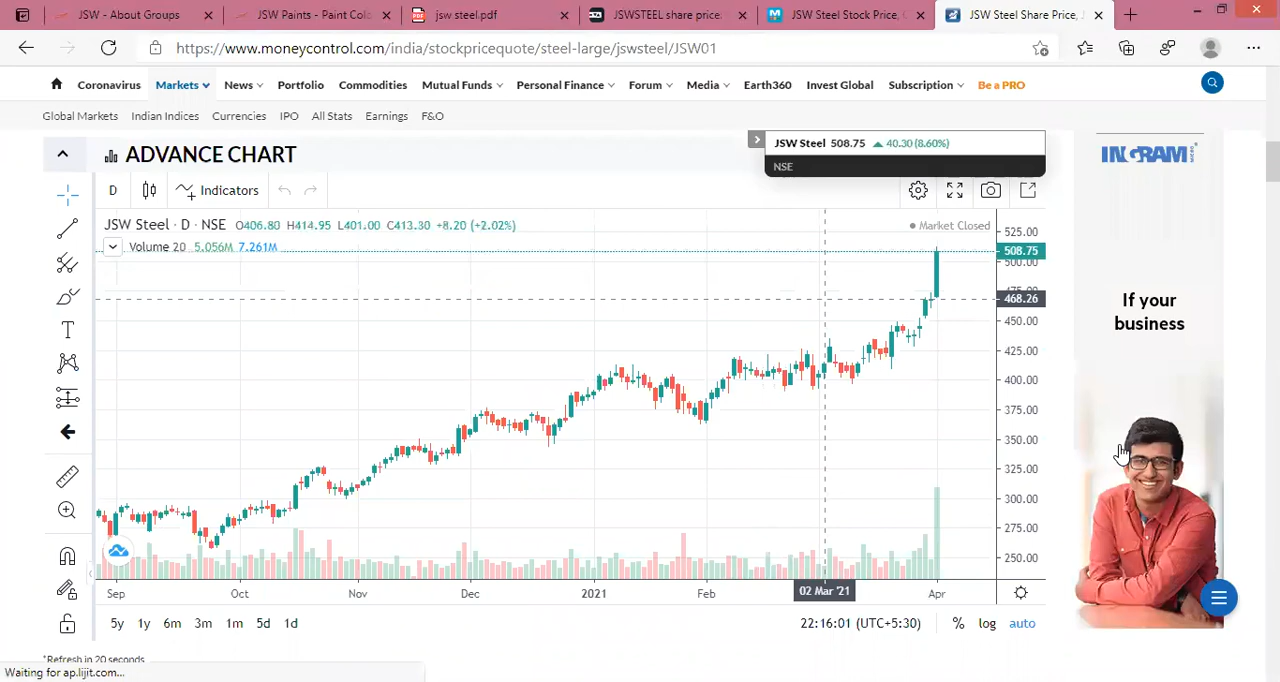 JSW - About Groups
JSW Paints - Paint Col
jsw steel.pdf
JSWSTEEL share price
JSW Steel Stock Price, (
JSW Steel Share Price, J
https://www.moneycontrol.com/india/stockpricequote/steel-large/jswsteel/JSW01
Coronavirus Markets News Portfolio Commodities Mutual Funds Personal Finance Forum Media Earth360 Invest Global Subscription Be a PRO
Global Markets Indian Indices Currencies IPO All Stats Earnings F&O
ADVANCE CHART
JSW Steel 508.75 ▲ 40.30 (8.60%)
NSE
INGRAM
D Indicators
JSW Steel · D · NSE O406.80 H414.95 L401.00 C413.30 +8.20 (+2.02%)
Market Closed
Volume 20 5.056M 7.261M
525.00
508.75
500.00
468.26
450.00
425.00
400.00
375.00
350.00
325.00
300.00
275.00
250.00
If your
business
Sep Oct Nov Dec 2021 Feb 02 Mar '21 Apr
5y 1y 6m 3m 1m 5d 1d
22:16:01 (UTC+5:30) % log auto
*Refresh in 20 seconds
Waiting for ap.lijit.com...